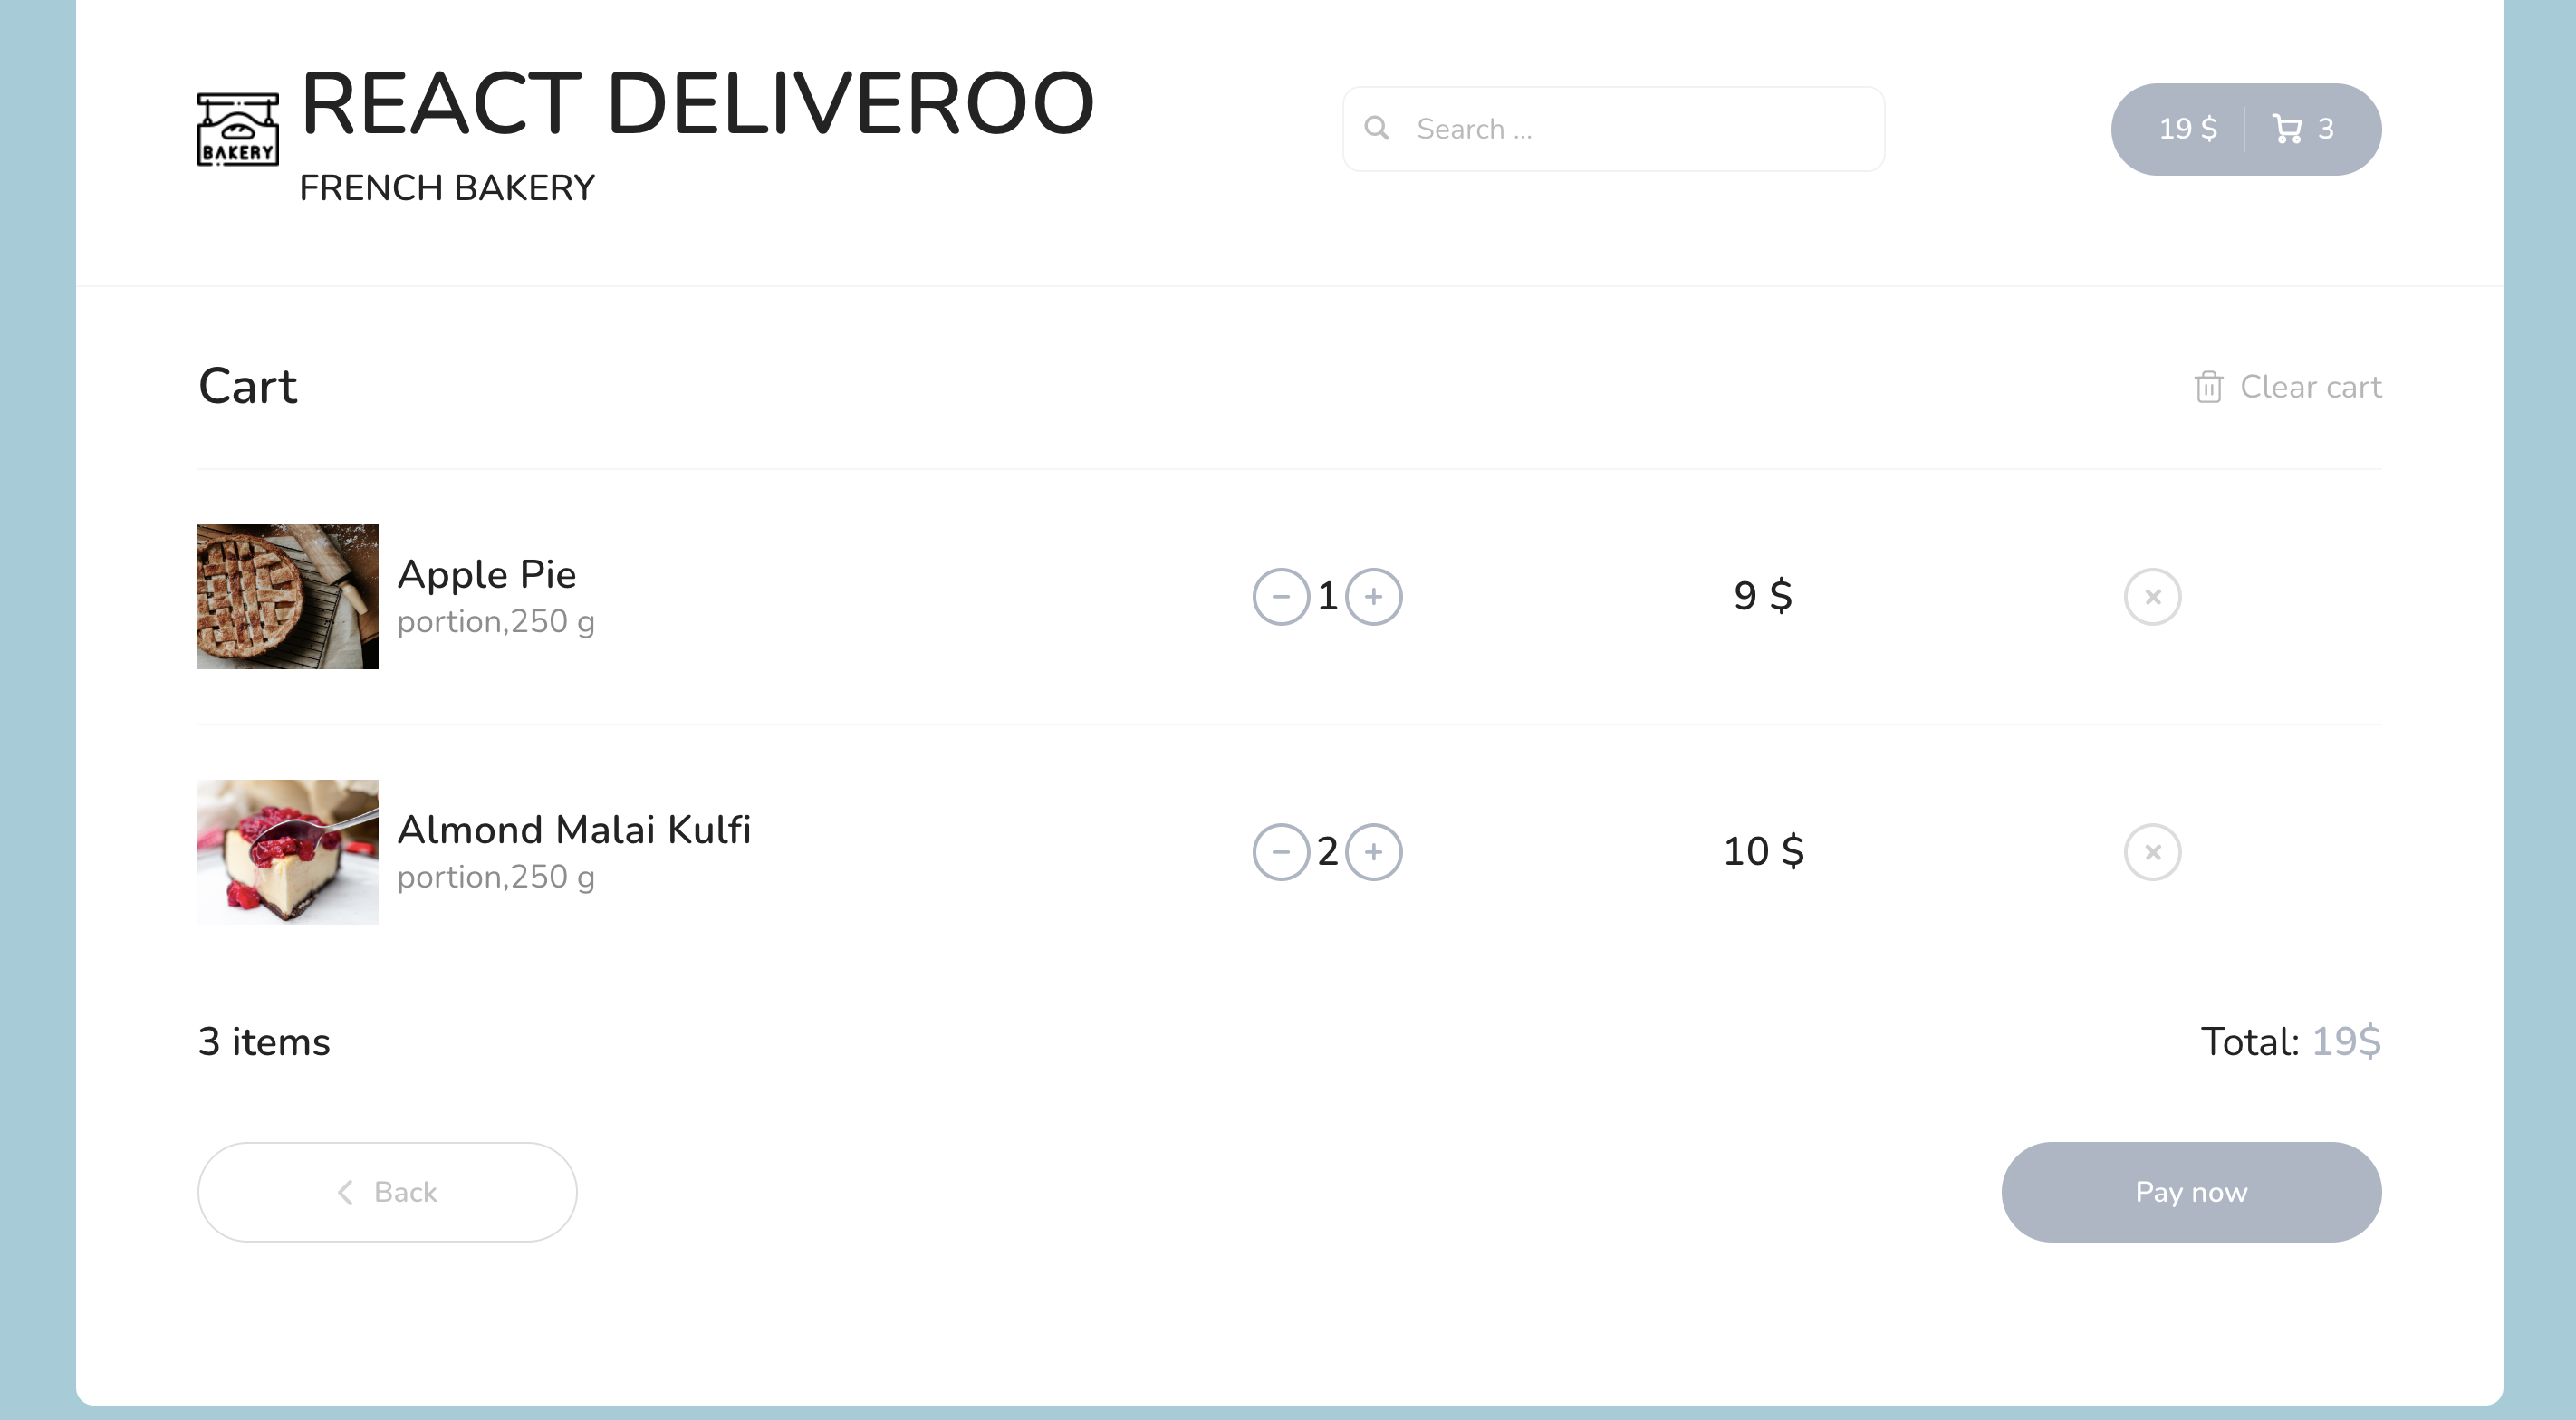 REACT DELIVEROO
BAKERY
FRENCH BAKERY
Search ...
19 $
3
Cart
Clear cart
Apple Pie
portion,250 g
1
9 $
Almond Malai Kulfi
portion,250 g
2
10 $
3 items
Total: 19$
Back
Pay now